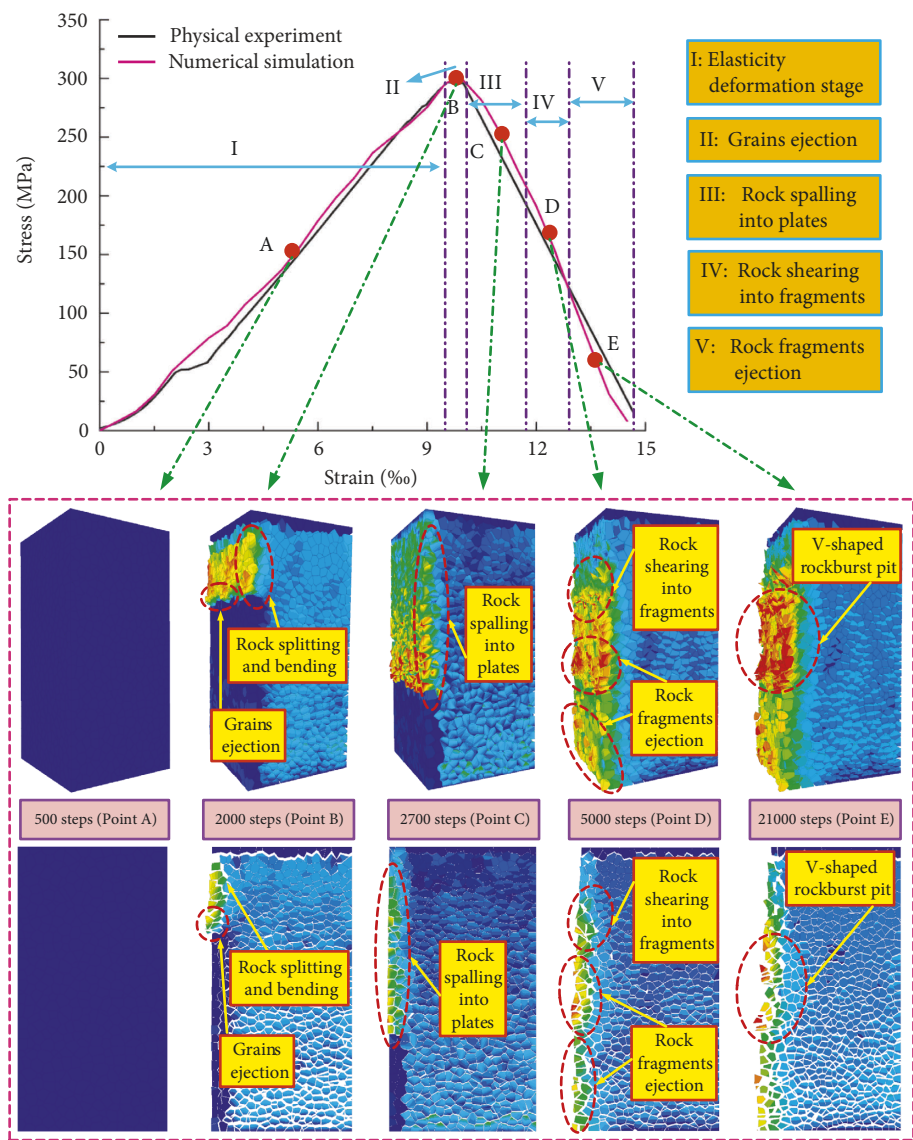 350
300
250
200
150
100
50
0
Stress (MPa)
Physical experiment
Numerical simulation
I
II
III
IV
V
A
B
C
D
E
0
3
6
9
12
15
Strain (‰)
I: Elasticity
deformation stage
II: Grains ejection
III: Rock spalling
into plates
IV: Rock shearing
into fragments
V: Rock fragments
ejection
Rock splitting
and bending
Grains
ejection
Rock
spalling
into
plates
Rock
shearing
into
fragments
Rock
fragments
ejection
V-shaped
rockburst pit
500 steps (Point A)
2000 steps (Point B)
2700 steps (Point C)
5000 steps (Point D)
21000 steps (Point E)
Rock splitting
and bending
Grains
ejection
Rock
spalling
into
plates
Rock
shearing
into
fragments
Rock
fragments
ejection
V-shaped
rockburst pit